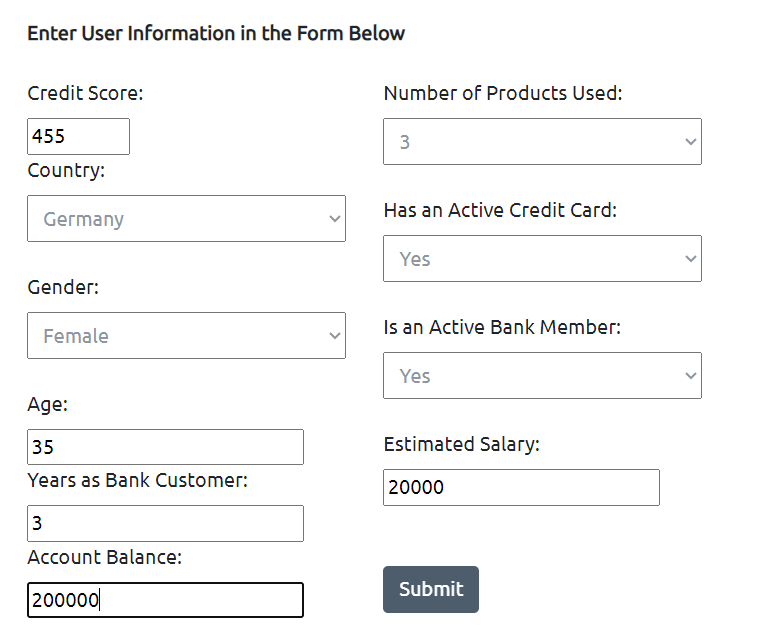 Enter User Information in the Form Below
Credit Score:
455
Country:
Germany
Gender:
Female
Age:
35
Years as Bank Customer:
3
Account Balance:
200000
Number of Products Used:
3
Has an Active Credit Card:
Yes
Is an Active Bank Member:
Yes
Estimated Salary:
20000
Submit